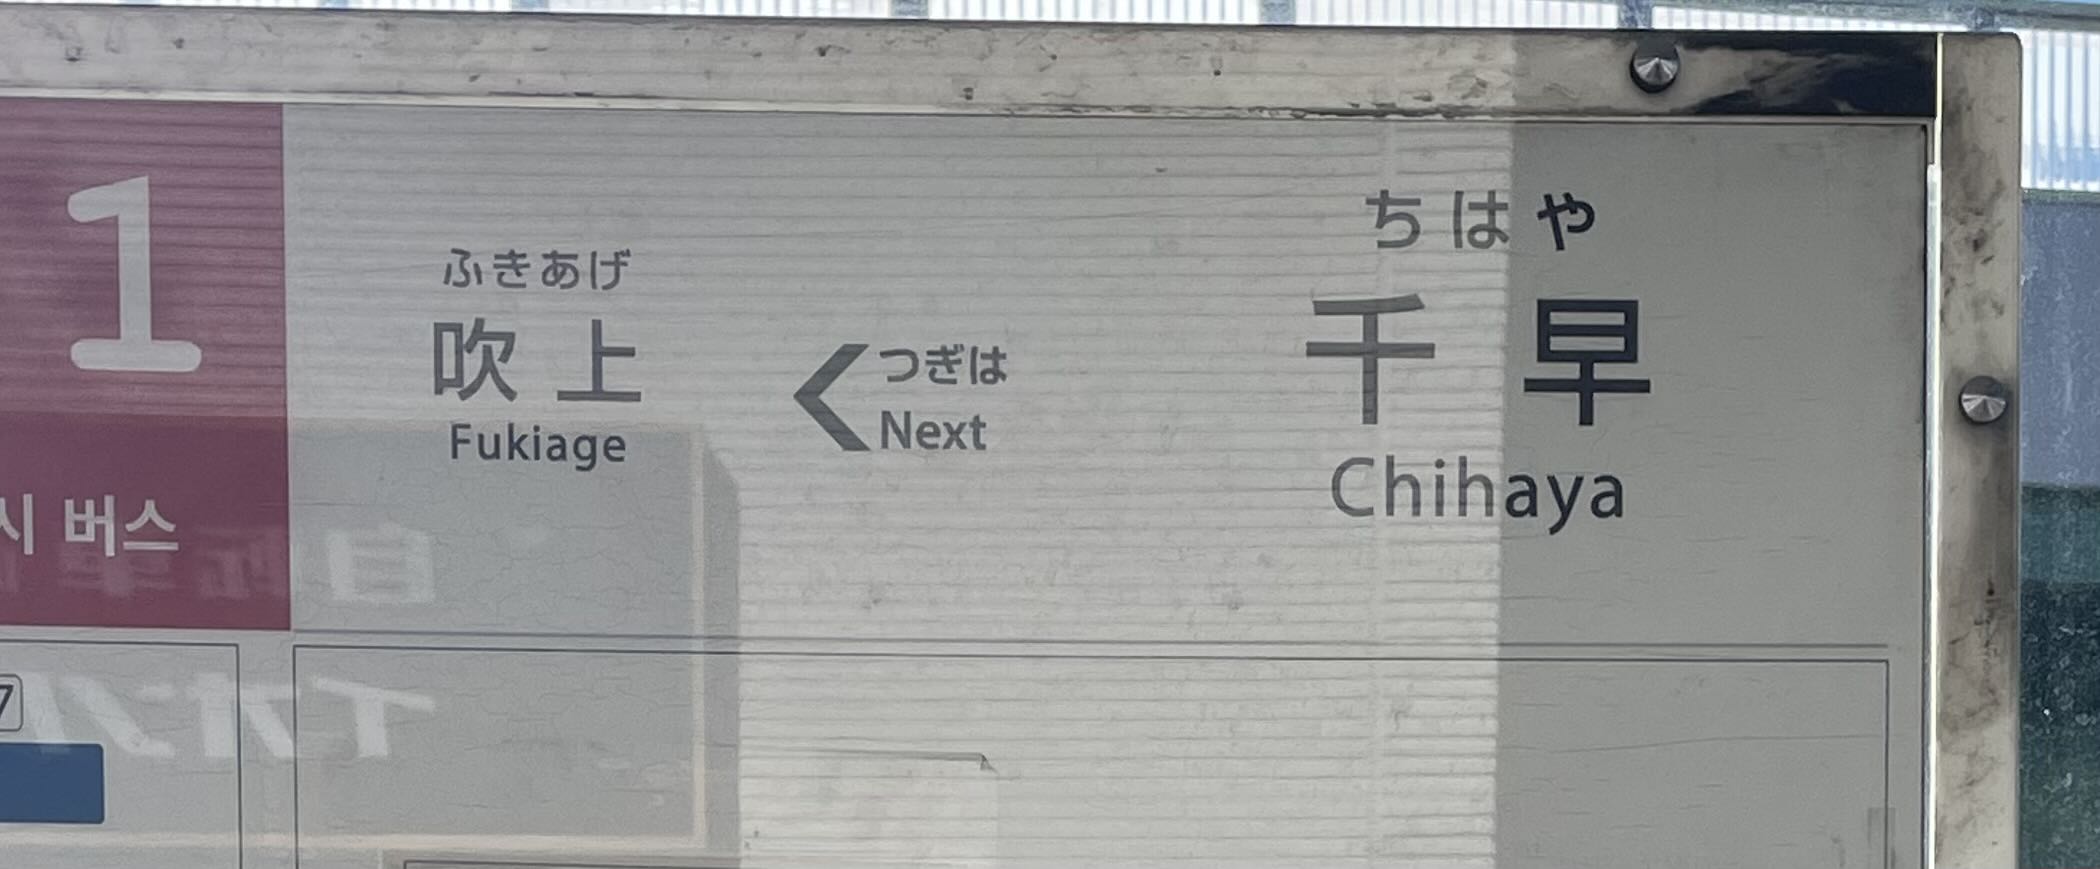 1
시 버스
ふきあげ
吹上
Fukiage
つぎは
Next
ちはや
千早
Chihaya
7